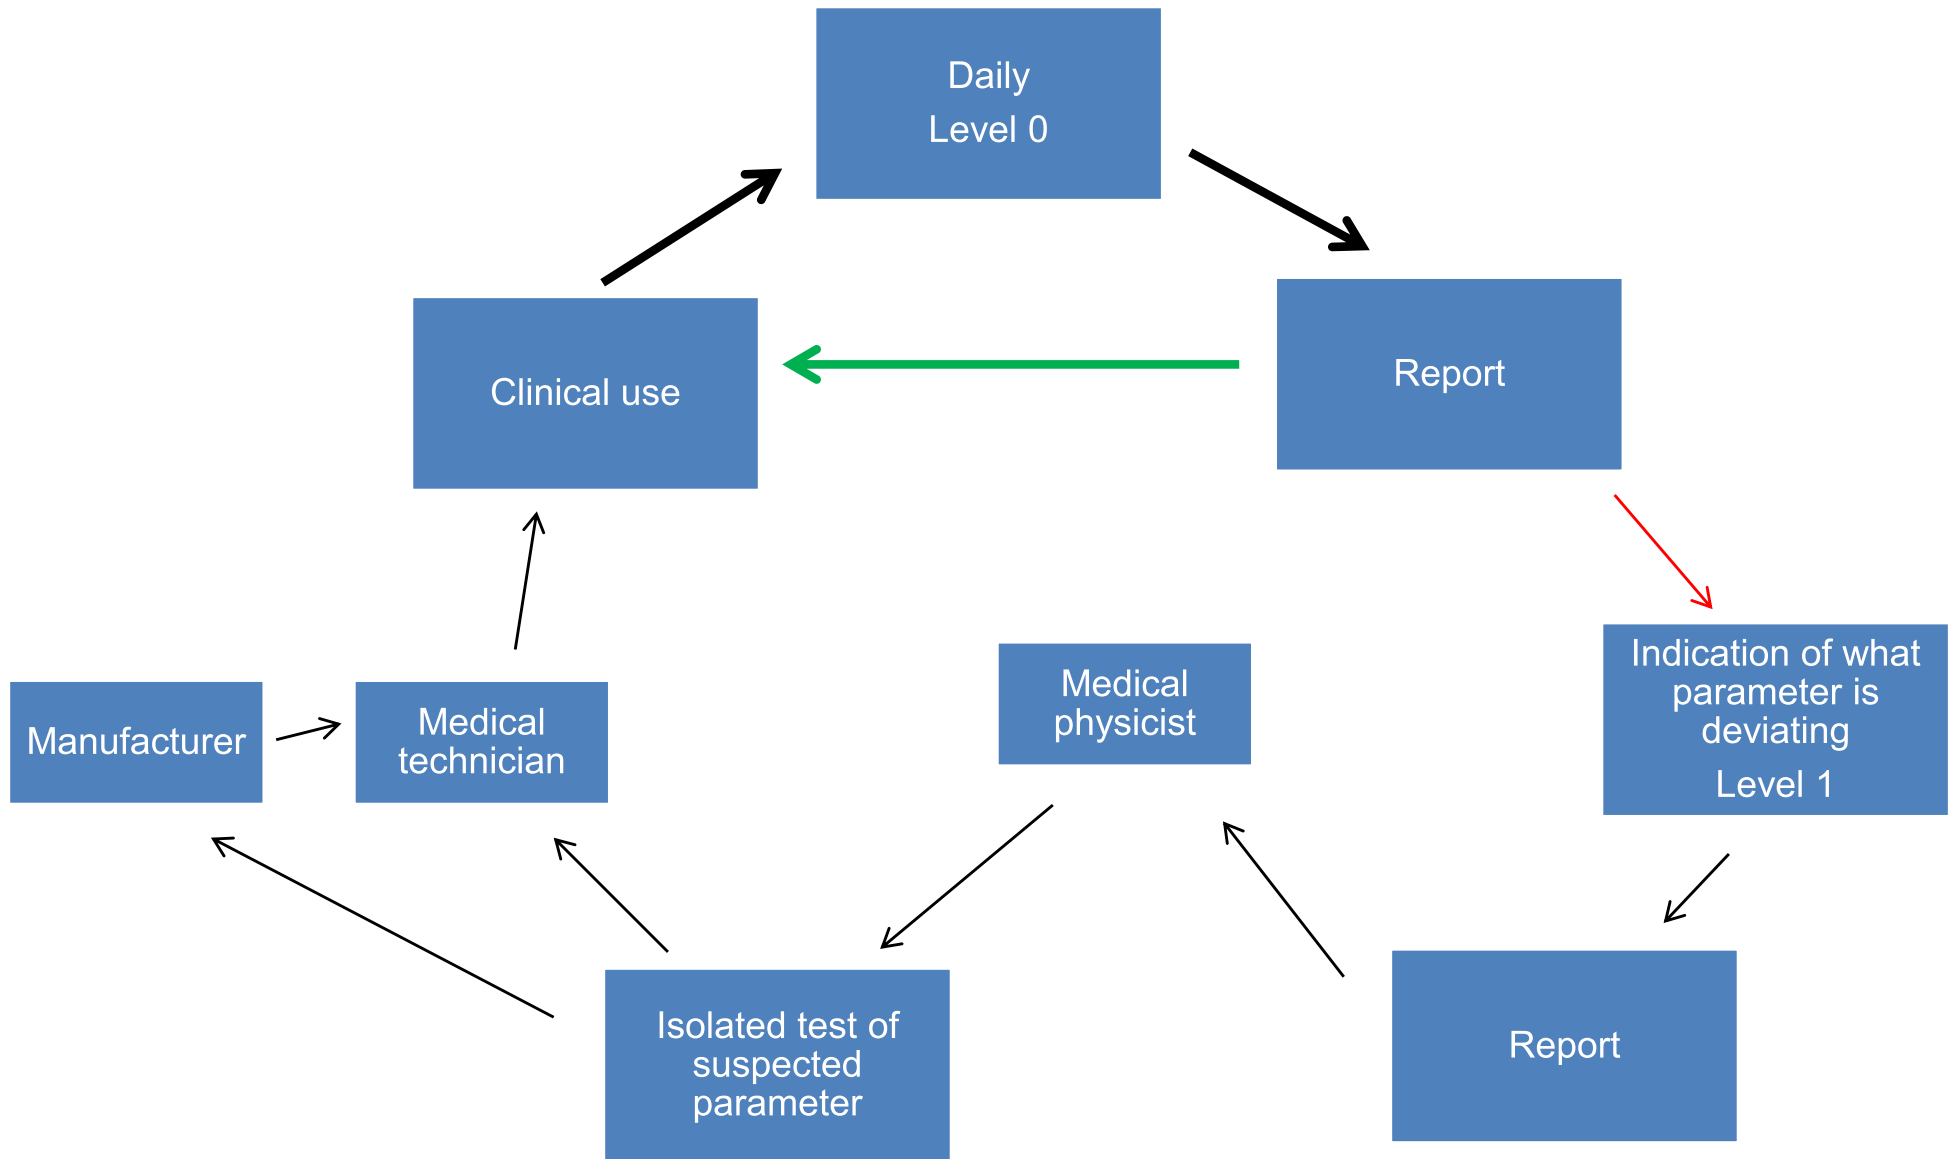 Daily
Level 0
Clinical use
Report
Manufacturer
Medical
technician
Medical
physicist
Indication of what
parameter is
deviating
Level 1
Isolated test of
suspected
parameter
Report